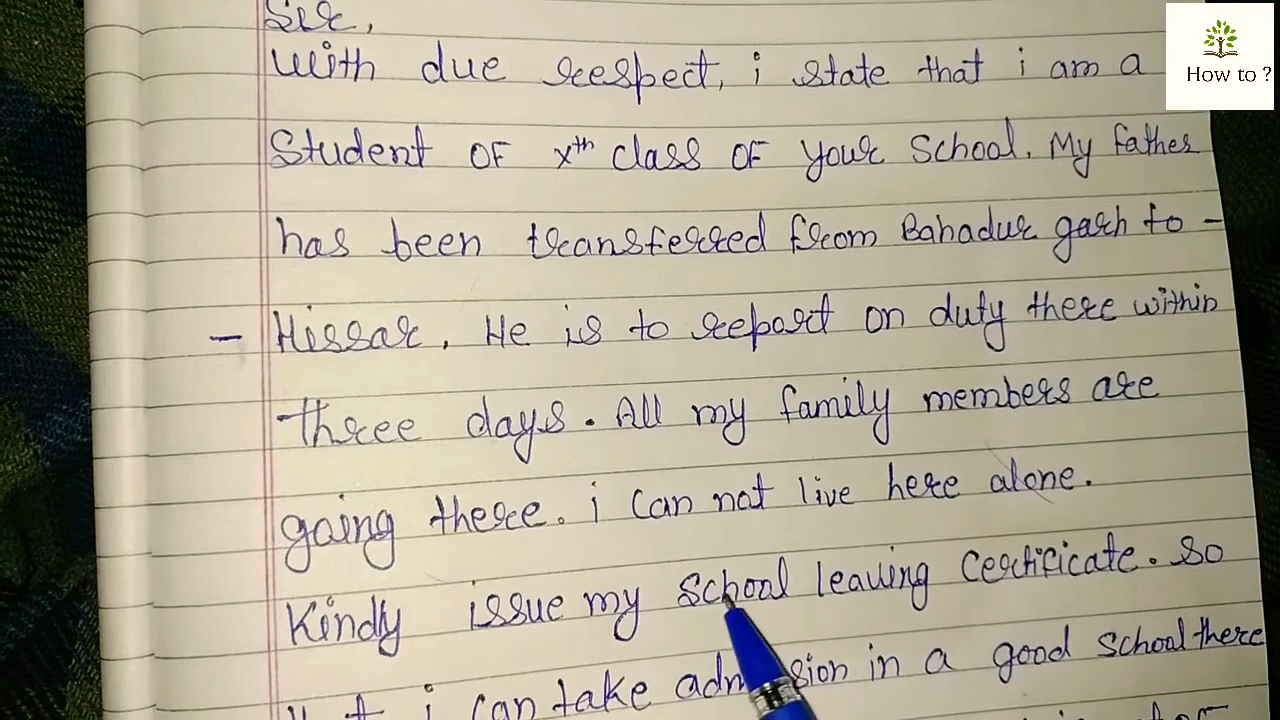 Sir,
With due respect, i state that i am a
How to ?
Student OF Xth class OF your School. My father
has been transferred from Bahadur garh to -
- Hissar. He is to report on duty there within
three days. All my family members are
going there. i can not live here alone.
Kindly issue my school leaving certificate. so
i can take admission in a good school there